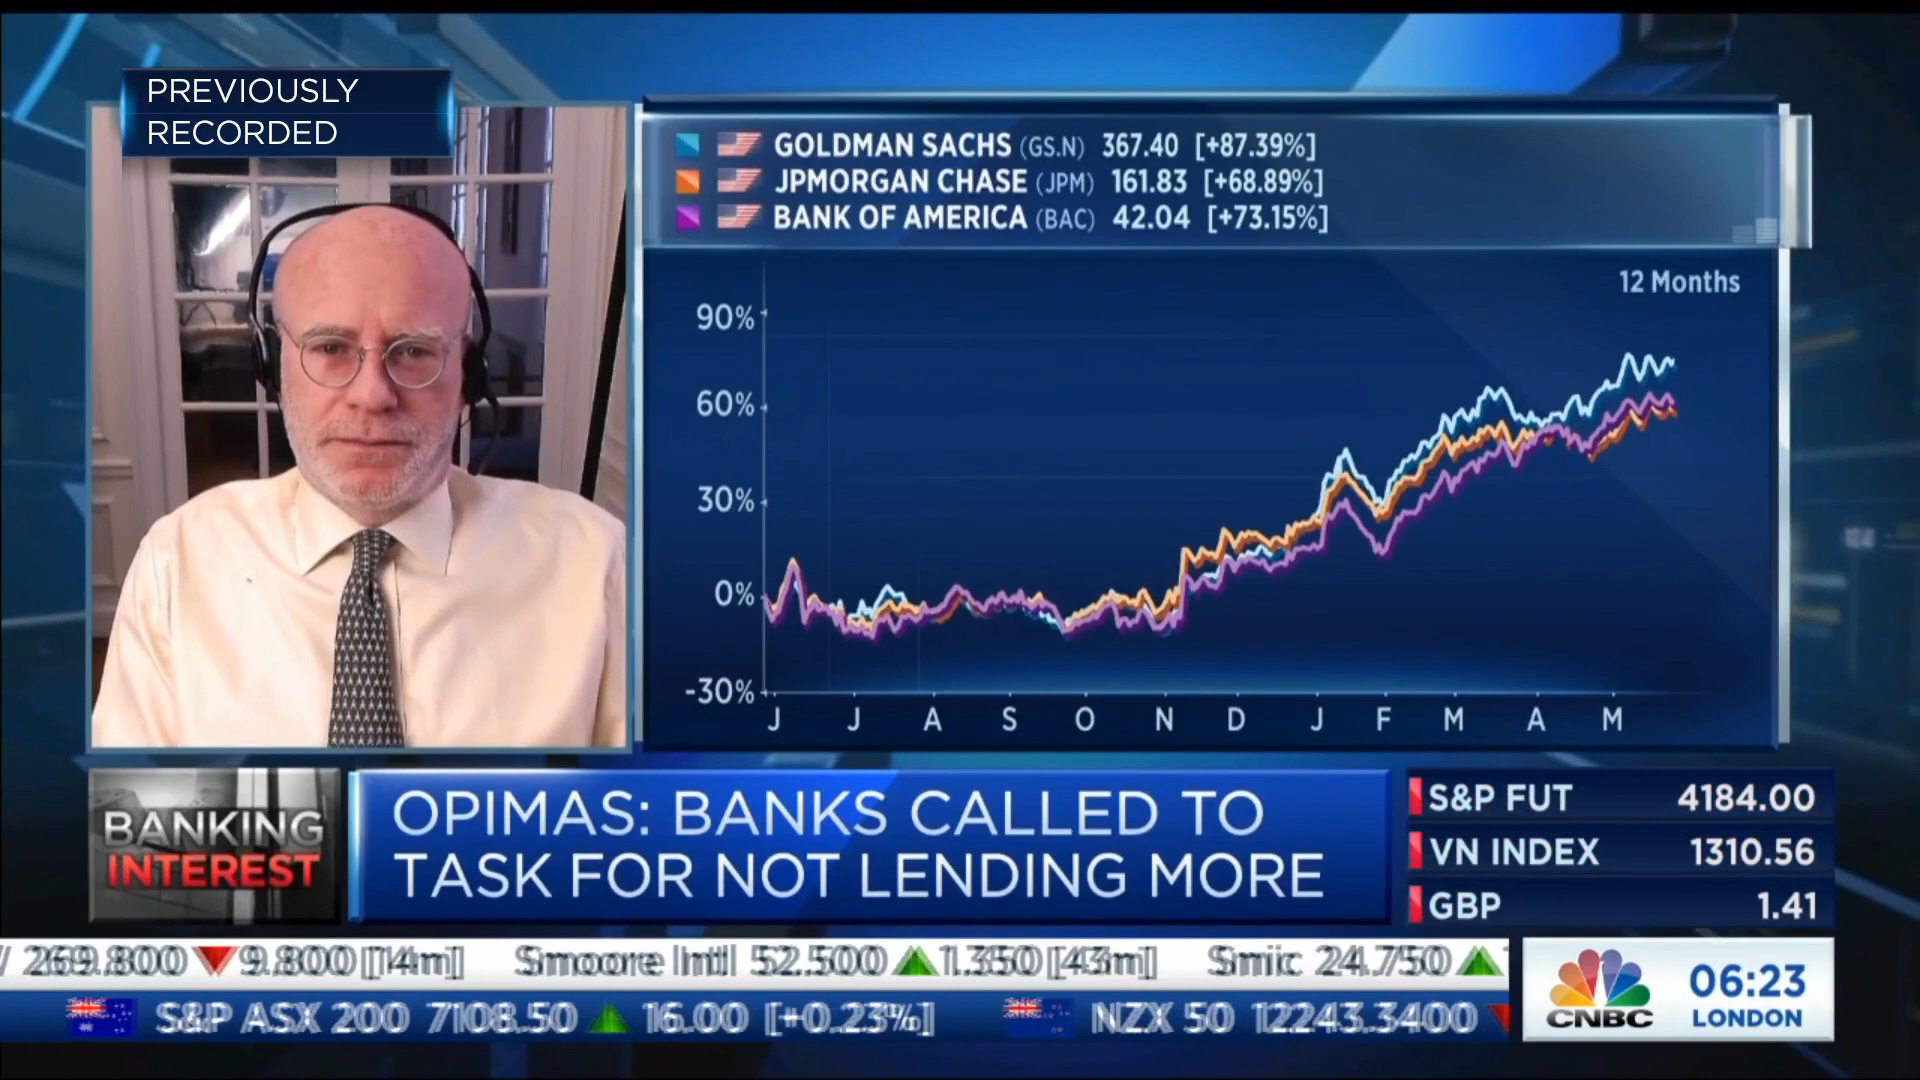 PREVIOUSLY
RECORDED
GOLDMAN SACHS (GS.N) 367.40 [+87.39%]
JPMORGAN CHASE (JPM) 161.83 [+68.89%]
BANK OF AMERICA (BAC) 42.04 [+73.15%]
12 Months
90%
60%
30%
0%
-30%
J J A S O N D J F M A M
BANKING
INTEREST
OPIMAS: BANKS CALLED TO
TASK FOR NOT LENDING MORE
S&P FUT 4184.00
VN INDEX 1310.56
GBP 1.41
269.800 9.800 [14m] Smoore Intl 52.500 1.350 [43m] Smic 24.750
S&P ASX 200 7108.50 16.00 [+0.23%] NZX 50 12243.3400
CNBC
06:23
LONDON